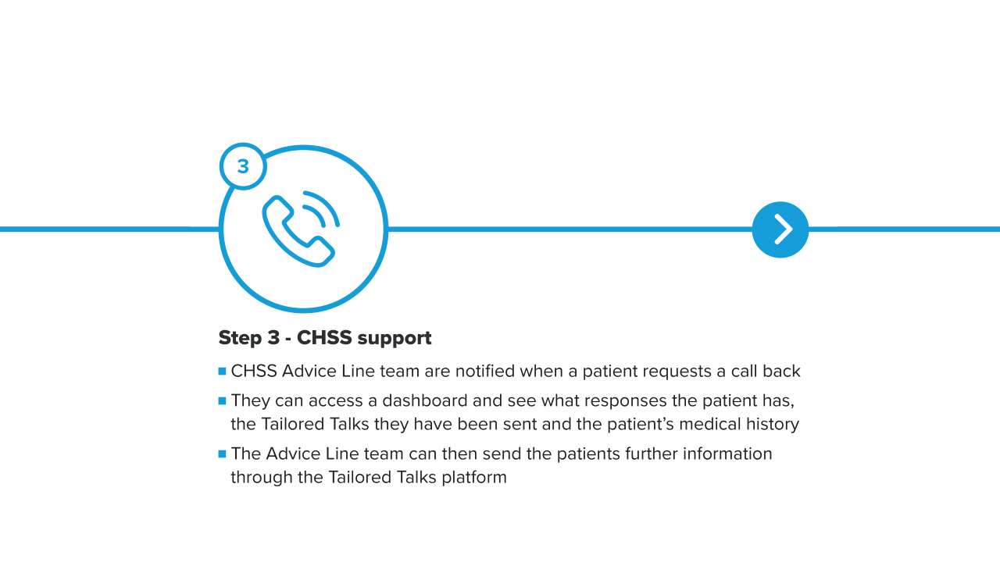 3
Step 3 - CHSS support
CHSS Advice Line team are notified when a patient requests a call back
They can access a dashboard and see what responses the patient has,
the Tailored Talks they have been sent and the patient’s medical history
The Advice Line team can then send the patients further information
through the Tailored Talks platform